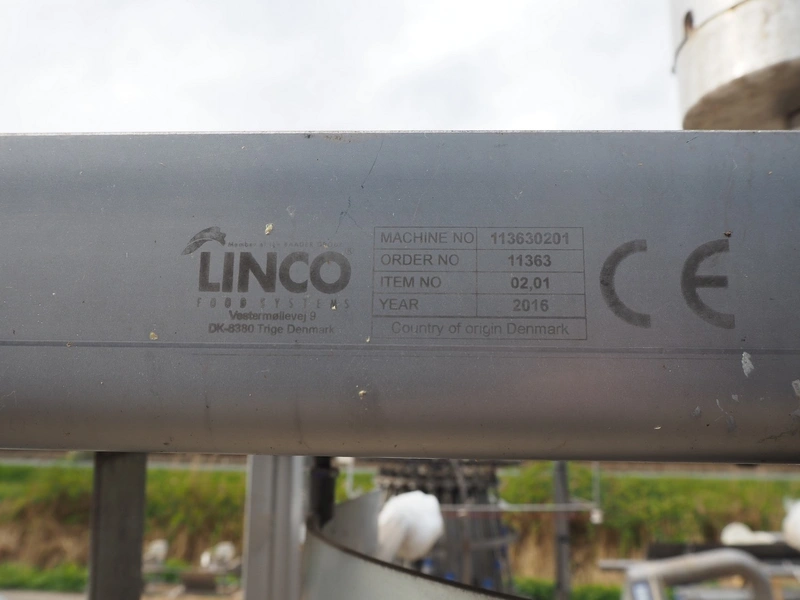 LINCO
FOOD SYSTEMS
Vestermøllevej 9
DK-8380 Trige Denmark
MACHINE NO 113630201
ORDER NO 11363
ITEM NO 02,01
YEAR 2016
Country of origin Denmark
CE